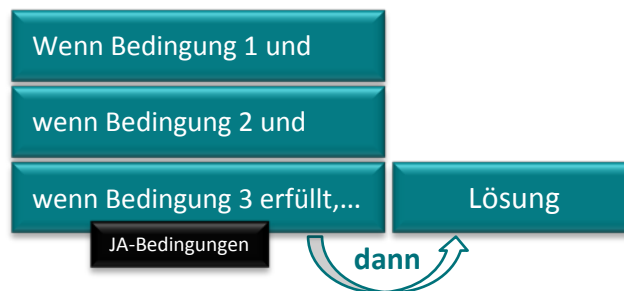 Wenn Bedingung 1 und
wenn Bedingung 2 und
wenn Bedingung 3 erfüllt,...
Lösung
JA-Bedingungen
dann